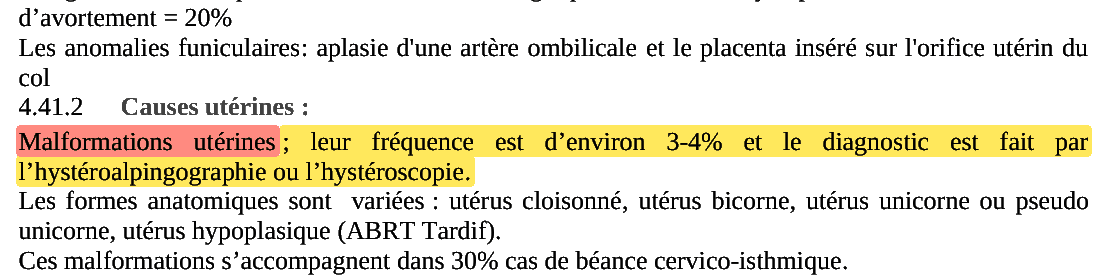 d’avortement = 20%
Les anomalies funiculaires: aplasie d'une artère ombilicale et le placenta inséré sur l'orifice utérin du
col
4.41.2 Causes utérines :
Malformations utérines ; leur fréquence est d’environ 3-4% et le diagnostic est fait par
l’hystéroalpingographie ou l’hystéroscopie.
Les formes anatomiques sont variées : utérus cloisonné, utérus bicorne, utérus unicorne ou pseudo
unicorne, utérus hypoplasique (ABRT Tardif).
Ces malformations s’accompagnent dans 30% cas de béance cervico-isthmique.